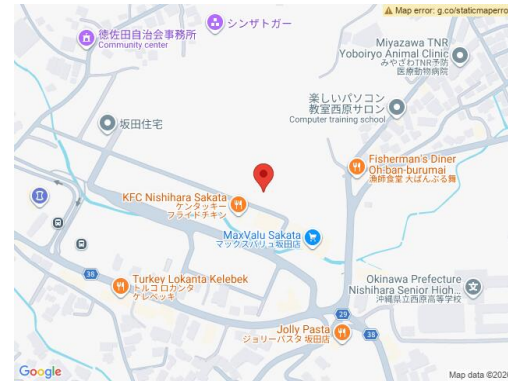 Map error: g.co/staticmaperro
シンザトガー
徳佐田自治会事務所
Community center
Miyazawa TNR
Yoboiryo Animal Clinic
みやざわTNR予防
医療動物病院
楽しいパソコン
教室西原サロン
Computer training school
坂田住宅
Fisherman's Diner
Oh-ban-burumai
漁師食堂 大ばんぶる舞
KFC Nishihara Sakata
ケンタッキー
フライドチキン
MaxValu Sakata
マックスバリュ坂田店
38
Turkey Lokanta Kelebek
トルコロカンタ
ケレベッキ
Okinawa Prefecture
Nishihara Senior High...
沖縄県立西原高等学校
29
Jolly Pasta
ジョリーパスタ 坂田店
38
Google
Map data ©2026